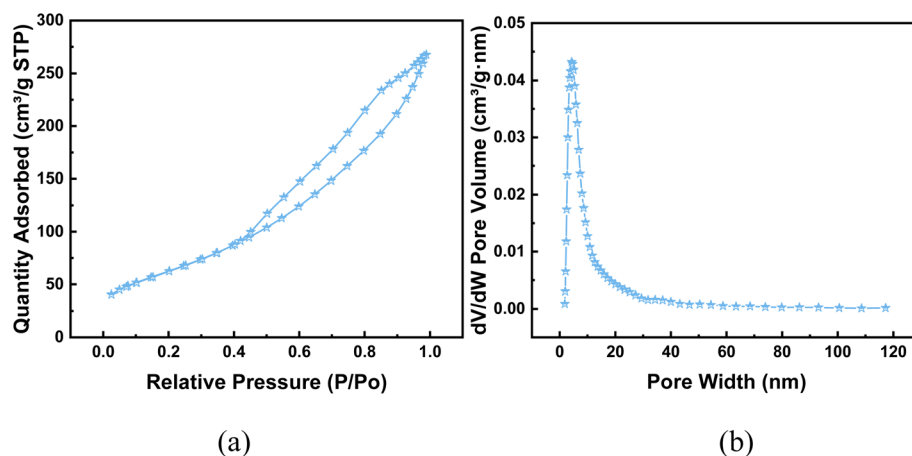 Quantity Adsorbed (cm³/g STP)
300
250
200
150
100
50
0
0.0 0.2 0.4 0.6 0.8 1.0
Relative Pressure (P/Po)
(a)
dV/dW Pore Volume (cm³/g·nm)
0.05
0.04
0.03
0.02
0.01
0.00
0 20 40 60 80 100 120
Pore Width (nm)
(b)